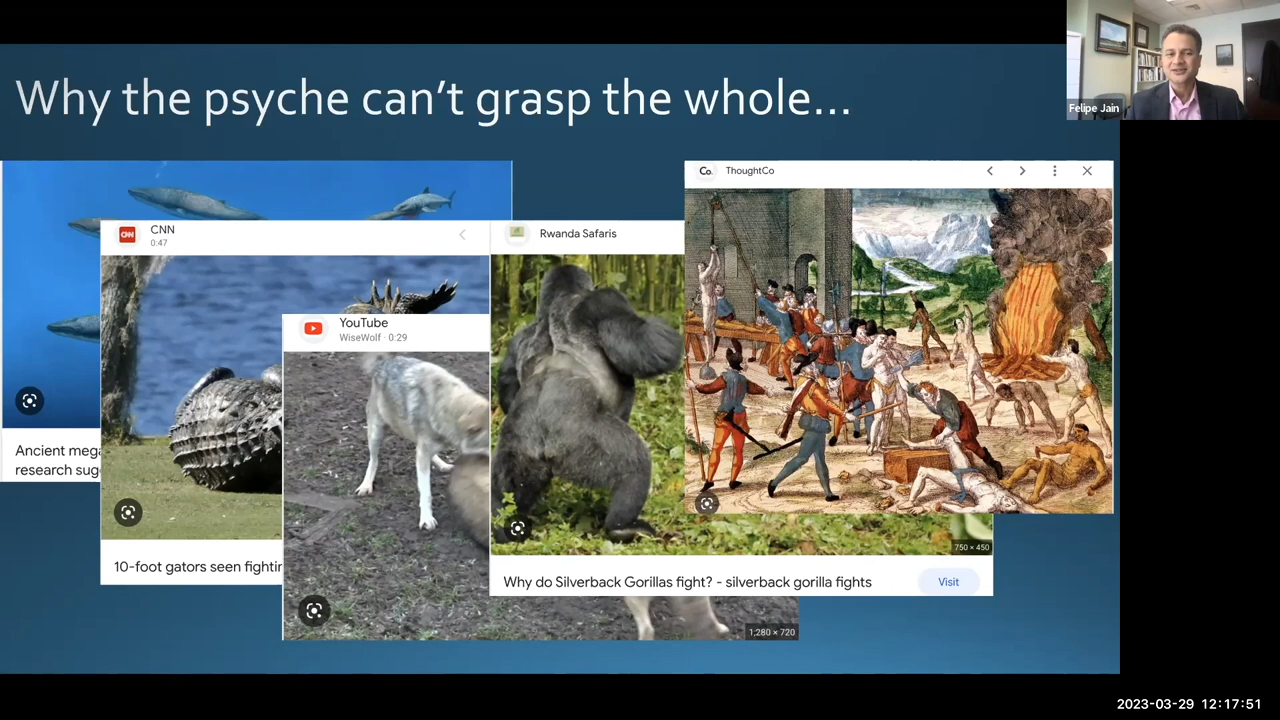 Why the psyche can't grasp the whole...
Felipe Jain
Co.
ThoughtCo
CNN
CNN
0:47
Rwanda Safaris
YouTube
WiseWolf · 0:29
Ancient mega
research sug
10-foot gators seen fightin
750 × 450
Why do Silverback Gorillas fight? - silverback gorilla fights
Visit
1,280 × 720
2023-03-29 12:17:51